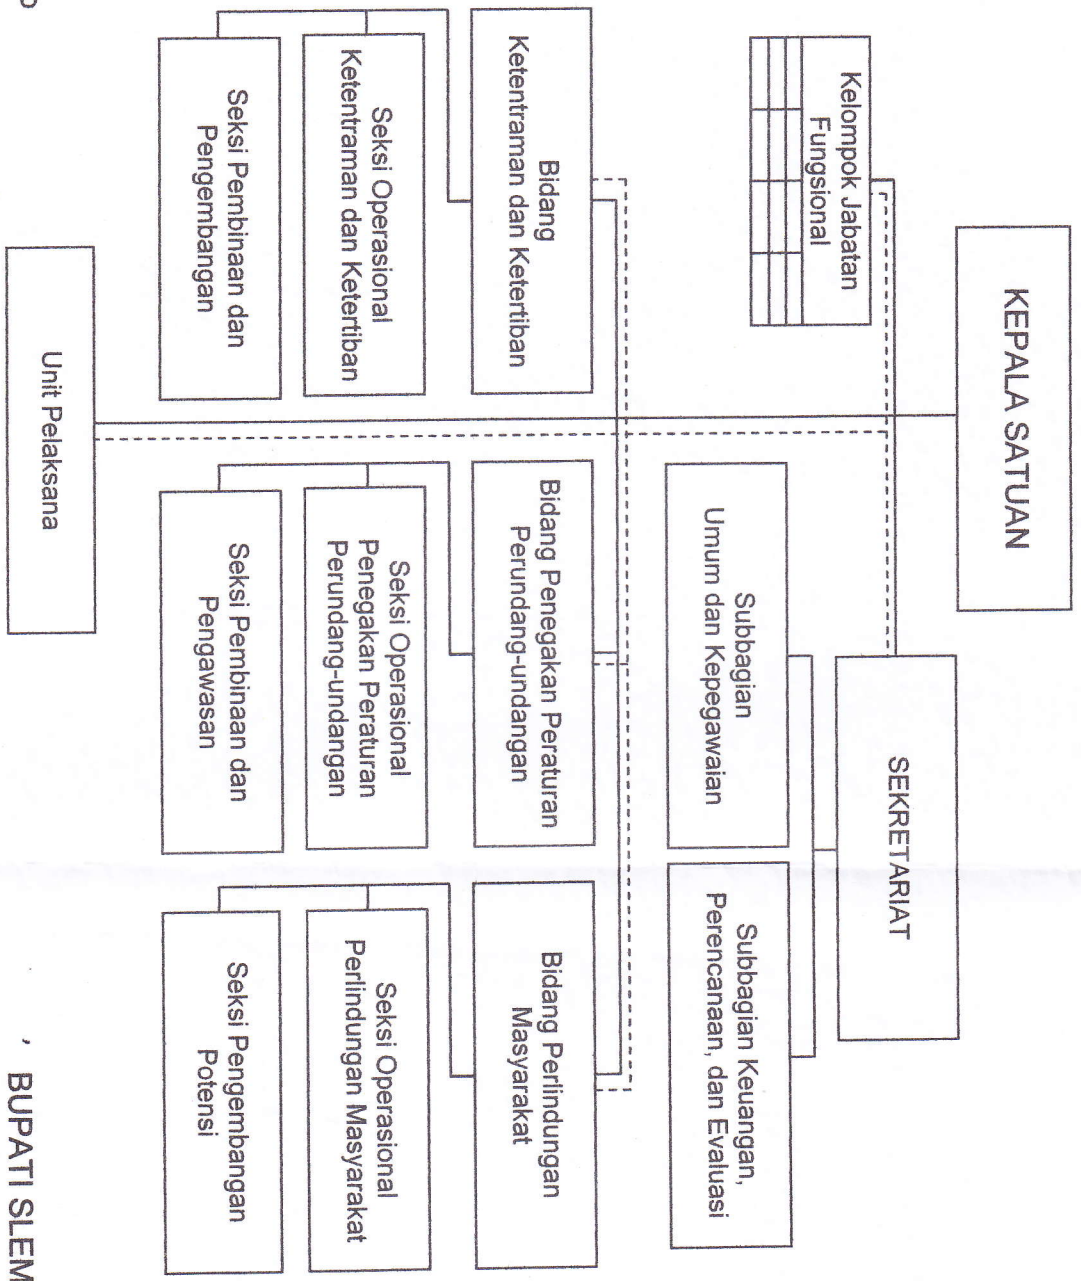 KEPALA SATUAN
Kelompok Jabatan
Fungsional
SEKRETARIAT
Subbagian
Umum dan Kepegawaian
Subbagian Keuangan,
Perencanaan, dan Evaluasi
Bidang
Ketentraman dan Ketertiban
Bidang Penegakan Peraturan
Perundang-undangan
Bidang Perlindungan
Masyarakat
Seksi Operasional
Ketentraman dan Ketertiban
Seksi Operasional
Penegakan Peraturan
Perundang-undangan
Seksi Operasional
Perlindungan Masyarakat
Seksi Pembinaan dan
Pengembangan
Seksi Pembinaan dan
Pengawasan
Seksi Pengembangan
Potensi
Unit Pelaksana
, BUPATI SLEM